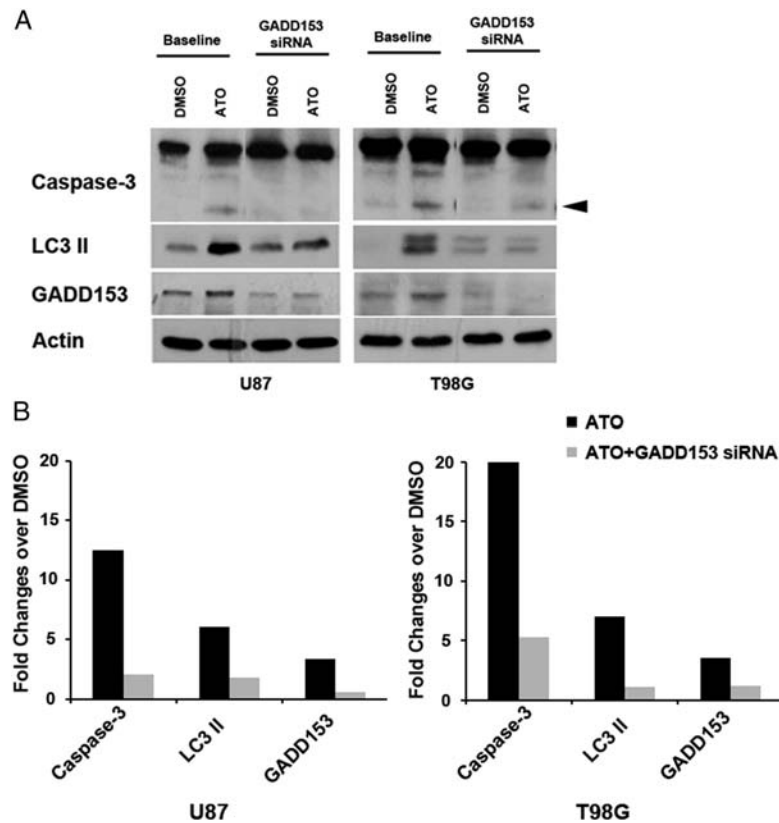 A
Baseline
GADD153
siRNA
Baseline
GADD153
siRNA
DMSO
ATO
DMSO
ATO
DMSO
ATO
DMSO
ATO
Caspase-3
LC3 II
GADD153
Actin
U87
T98G
B
ATO
ATO+GADD153 siRNA
Fold Changes over DMSO
20
15
10
5
0
Caspase-3
LC3 II
GADD153
U87
Fold Changes over DMSO
20
15
10
5
0
Caspase-3
LC3 II
GADD153
T98G